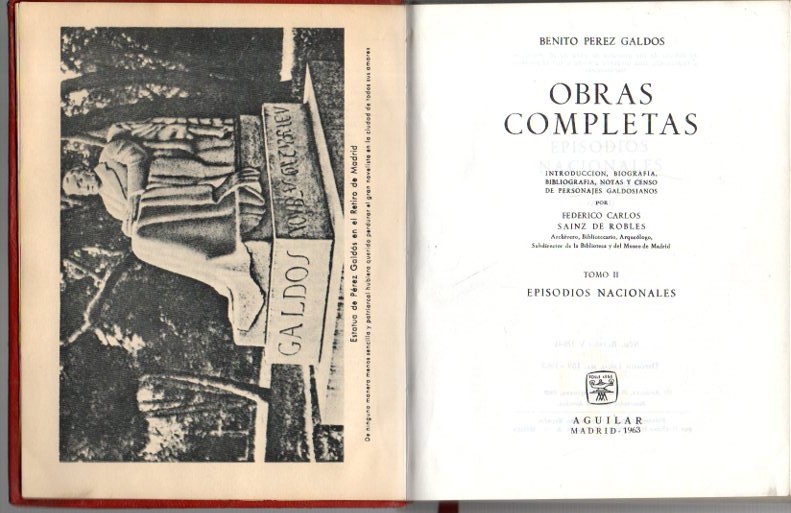 GALDOS
Estatua de Pérez Galdós en el Retiro de Madrid
De ninguna manera menos sencilla y patriarcal hubiera querido perdurar el gran novelista en la ciudad de todos sus amores
BENITO PEREZ GALDOS
OBRAS
COMPLETAS
INTRODUCCION, BIOGRAFIA,
BIBLIOGRAFIA, NOTAS Y CENSO
DE PERSONAJES GALDOSIANOS
POR
FEDERICO CARLOS
SAINZ DE ROBLES
Archivero, Bibliotecario, Arqueólogo,
Subdirector de la Biblioteca y del Museo de Madrid
TOMO II
EPISODIOS NACIONALES
AGUILAR
MADRID-1963